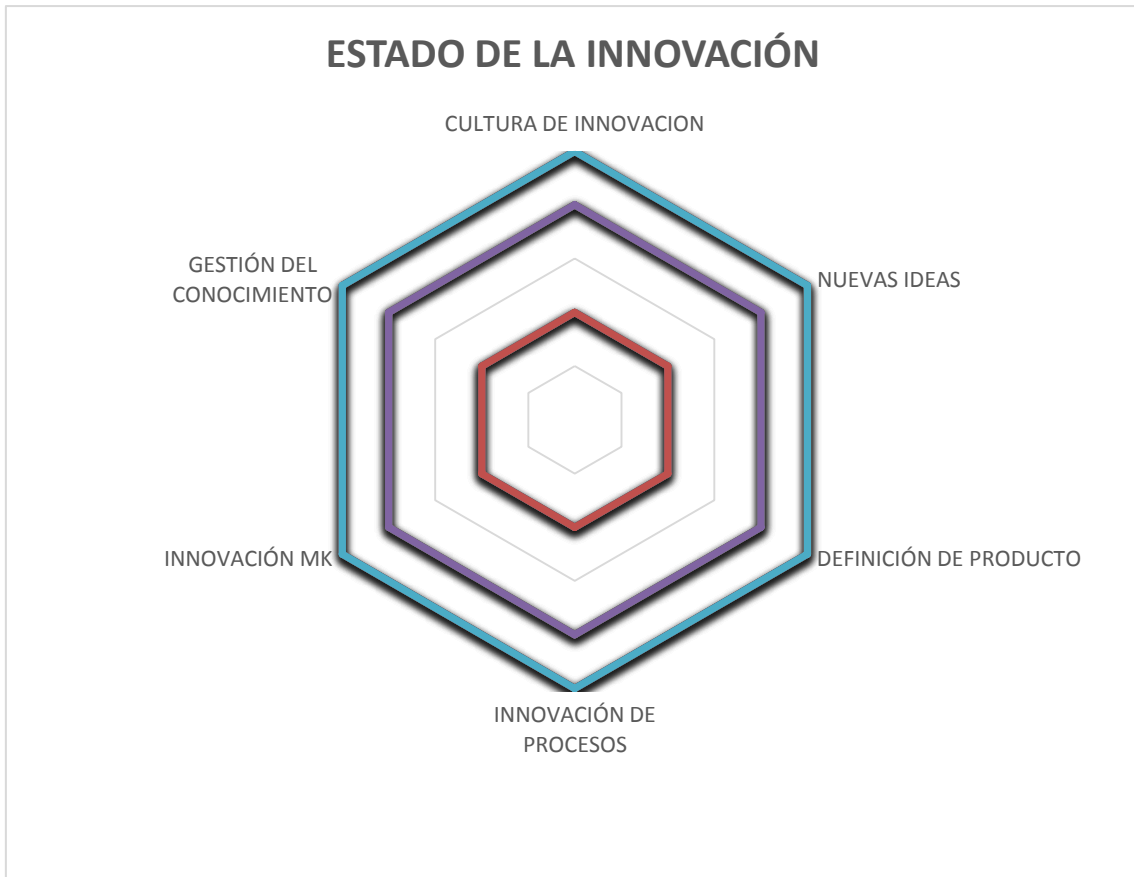 ESTADO DE LA INNOVACIÓN
CULTURA DE INNOVACION
NUEVAS IDEAS
DEFINICIÓN DE PRODUCTO
INNOVACIÓN DE
PROCESOS
INNOVACIÓN MK
GESTIÓN DEL
CONOCIMIENTO